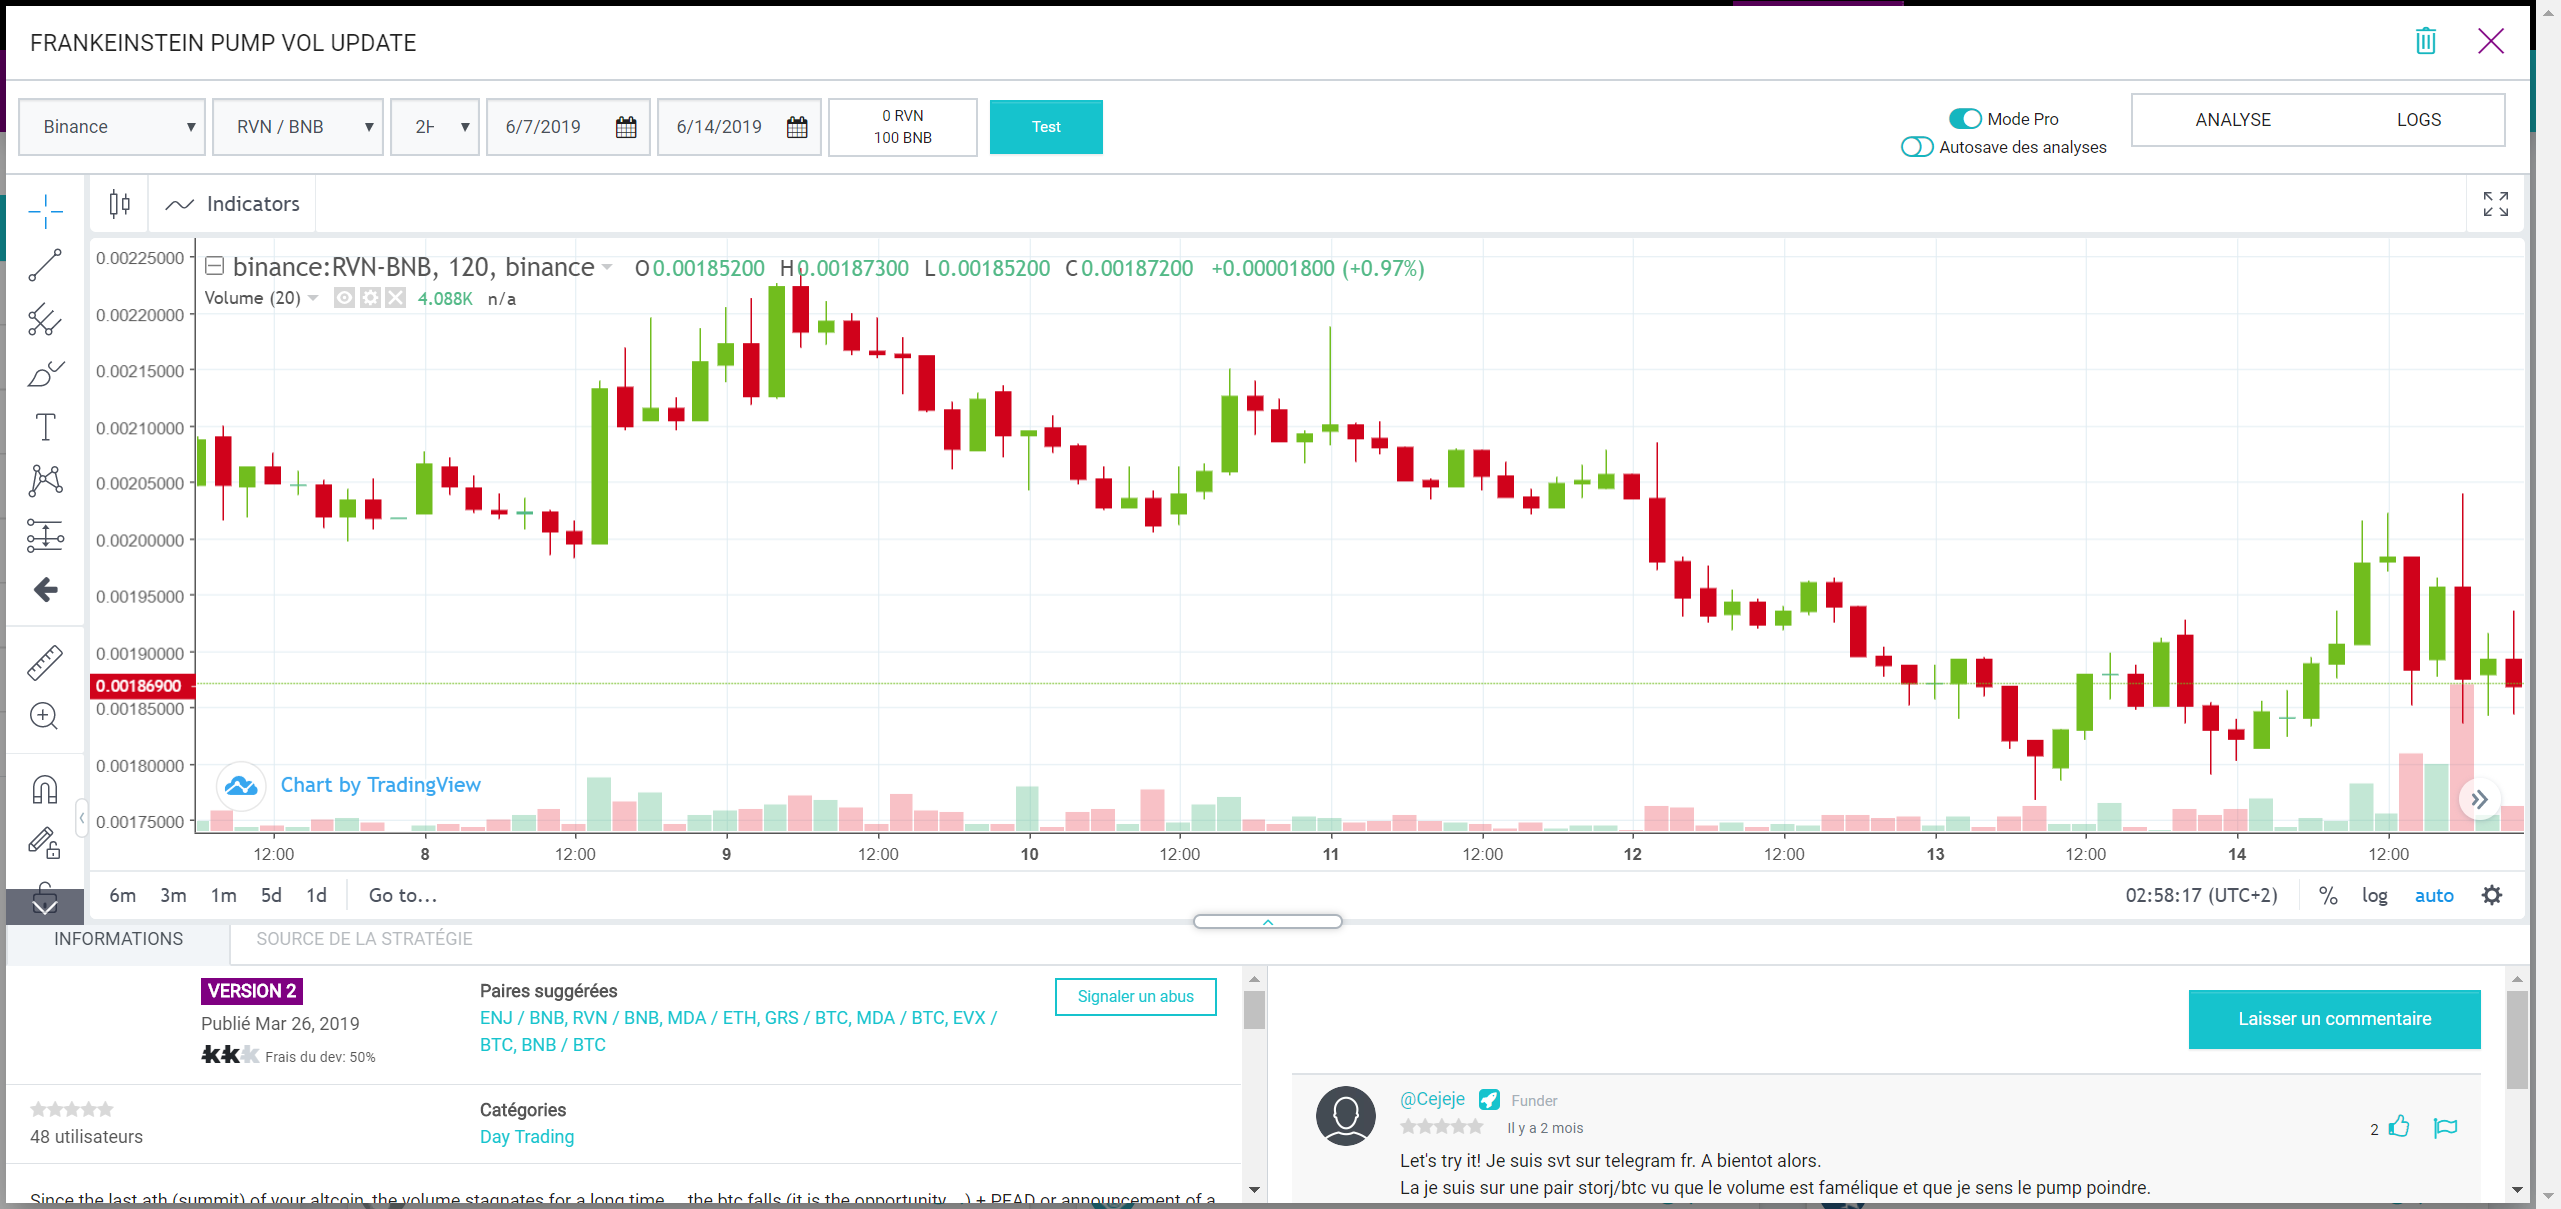 FRANKEINSTEIN PUMP VOL UPDATE
Binance
RVN / BNB
2H
6/7/2019
6/14/2019
0 RVN
100 BNB
Test
Mode Pro
Autosave des analyses
ANALYSE
LOGS
Indicators
binance:RVN-BNB, 120, binance O0.00185200 H0.00187300 L0.00185200 C0.00187200 +0.00001800 (+0.97%)
Volume (20) 4.088K n/a
0.00225000
0.00220000
0.00215000
0.00210000
0.00205000
0.00200000
0.00195000
0.00190000
0.00186900
0.00185000
0.00180000
0.00175000
Chart by TradingView
12:00 8 12:00 9 12:00 10 12:00 11 12:00 12 12:00 13 12:00 14 12:00
6m 3m 1m 5d 1d Go to...
02:58:17 (UTC+2) % log auto
INFORMATIONS
SOURCE DE LA STRATÉGIE
VERSION 2
Publié Mar 26, 2019
Frais du dev: 50%
Paires suggérées
ENJ / BNB, RVN / BNB, MDA / ETH, GRS / BTC, MDA / BTC, EVX /
BTC, BNB / BTC
Signaler un abus
48 utilisateurs
Catégories
Day Trading
Since the last ath (summit) of your altcoin, the volume stagnates for a long time ... the btc falls (it is the opportunity ...) + PEAD or announcement of a
Laisser un commentaire
@Cejeje Funder
Il y a 2 mois
2
Let's try it! Je suis svt sur telegram fr. A bientot alors.
La je suis sur une pair storj/btc vu que le volume est famélique et que je sens le pump poindre.